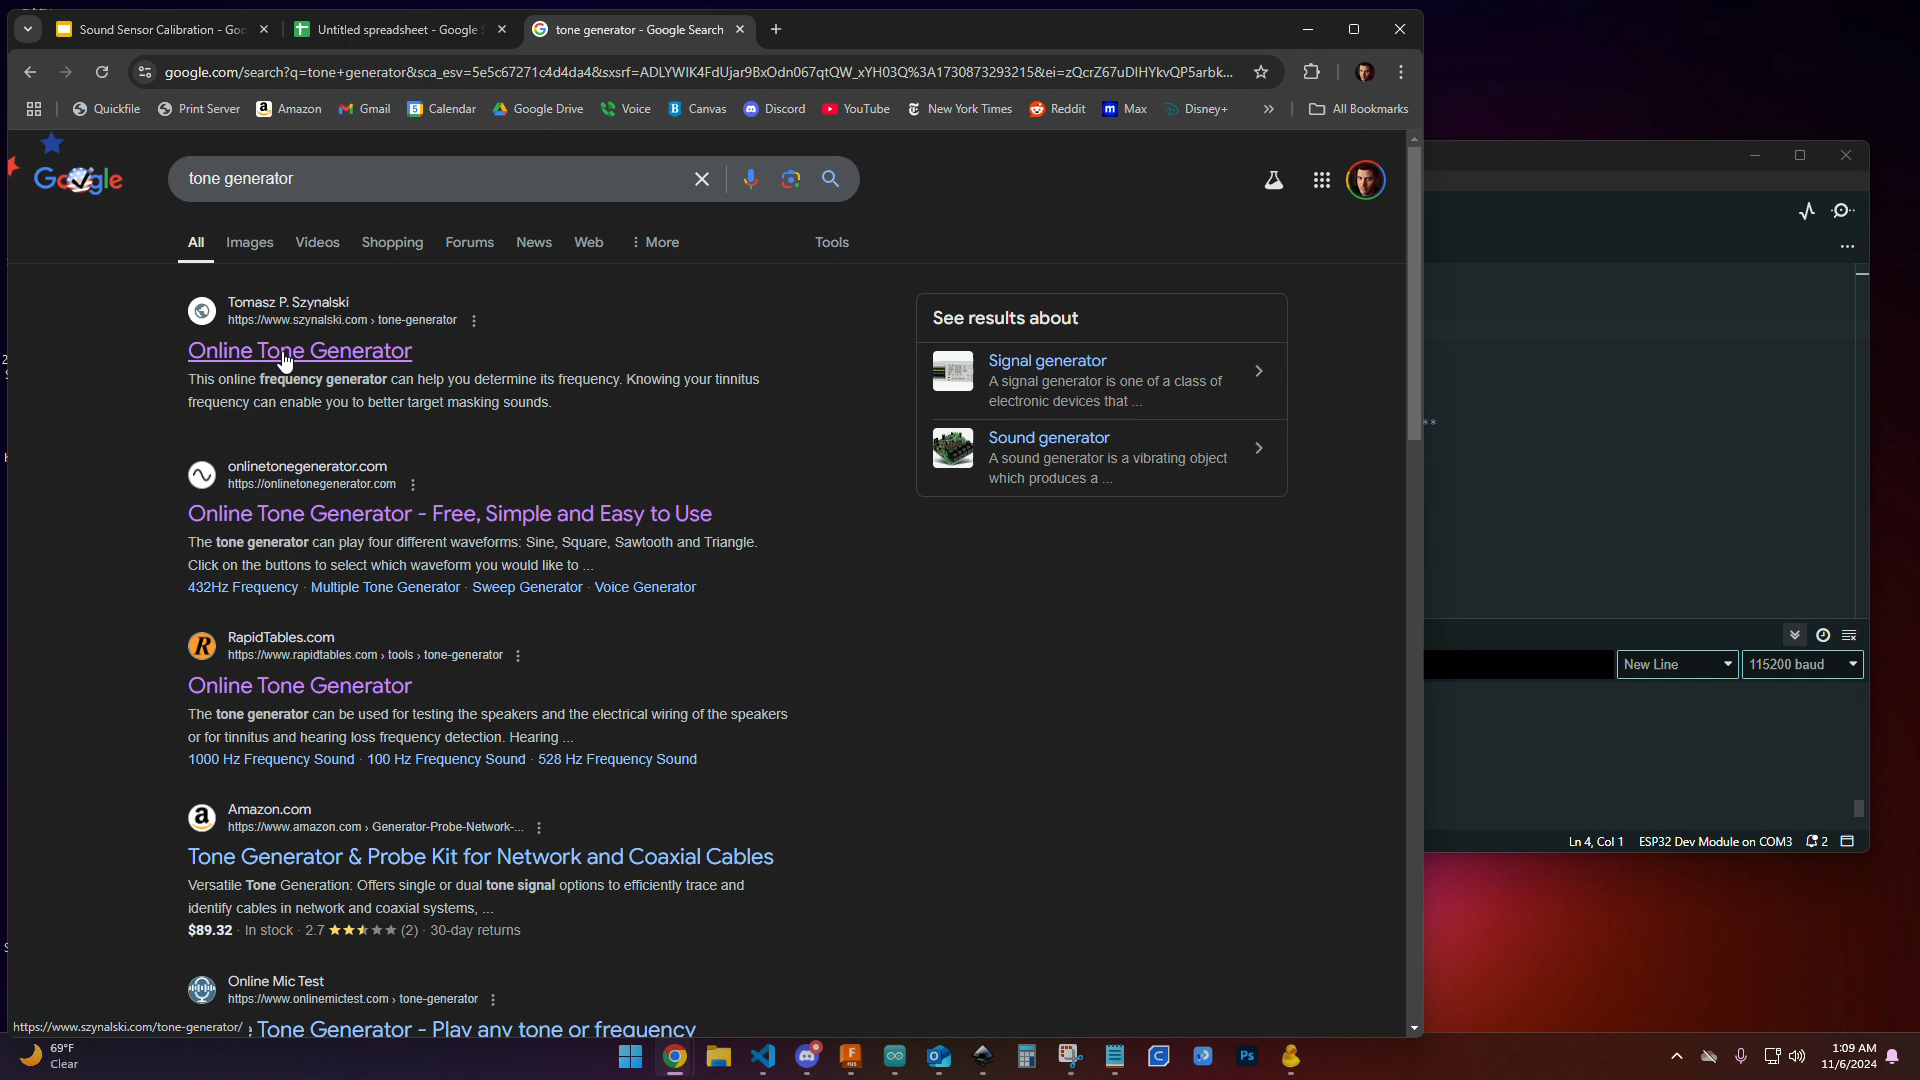 Sound Sensor Calibration - Goo
Untitled spreadsheet - Google S
tone generator - Google Search
google.com/search?q=tone+generator&sca_esv=5e5c67271c4d4da4&sxsrf=ADLYWIK4FdUjar9BxOdn067qtQW_xYH03Q%3A1730873293215&ei=zQcrZ67uDIHYkvQP5arbk...
Quickfile
Print Server
Amazon
Gmail
Calendar
Google Drive
Voice
Canvas
Discord
YouTube
New York Times
Reddit
Max
Disney+
All Bookmarks
Google
tone generator
All
Images
Videos
Shopping
Forums
News
Web
More
Tools
Tomasz P. Szynalski
https://www.szynalski.com › tone-generator
Online Tone Generator
This online frequency generator can help you determine its frequency. Knowing your tinnitus
frequency can enable you to better target masking sounds.
See results about
Signal generator
A signal generator is one of a class of
electronic devices that ...
Sound generator
A sound generator is a vibrating object
which produces a ...
onlinetonegenerator.com
https://onlinetonegenerator.com
Online Tone Generator - Free, Simple and Easy to Use
The tone generator can play four different waveforms: Sine, Square, Sawtooth and Triangle.
Click on the buttons to select which waveform you would like to ...
432Hz Frequency · Multiple Tone Generator · Sweep Generator · Voice Generator
RapidTables.com
https://www.rapidtables.com › tools › tone-generator
Online Tone Generator
The tone generator can be used for testing the speakers and the electrical wiring of the speakers
or for tinnitus and hearing loss frequency detection. Hearing ...
1000 Hz Frequency Sound · 100 Hz Frequency Sound · 528 Hz Frequency Sound
Amazon.com
https://www.amazon.com › Generator-Probe-Network-...
Tone Generator & Probe Kit for Network and Coaxial Cables
Versatile Tone Generation: Offers single or dual tone signal options to efficiently trace and
identify cables in network and coaxial systems, ...
$89.32 · In stock · 2.7 (2) · 30-day returns
Online Mic Test
https://www.onlinemictest.com › tone-generator
Tone Generator - Play any tone or frequency
https://www.szynalski.com/tone-generator/
**
New Line
115200 baud
Ln 4, Col 1
ESP32 Dev Module on COM3
2
69°F
Clear
1:09 AM
11/6/2024